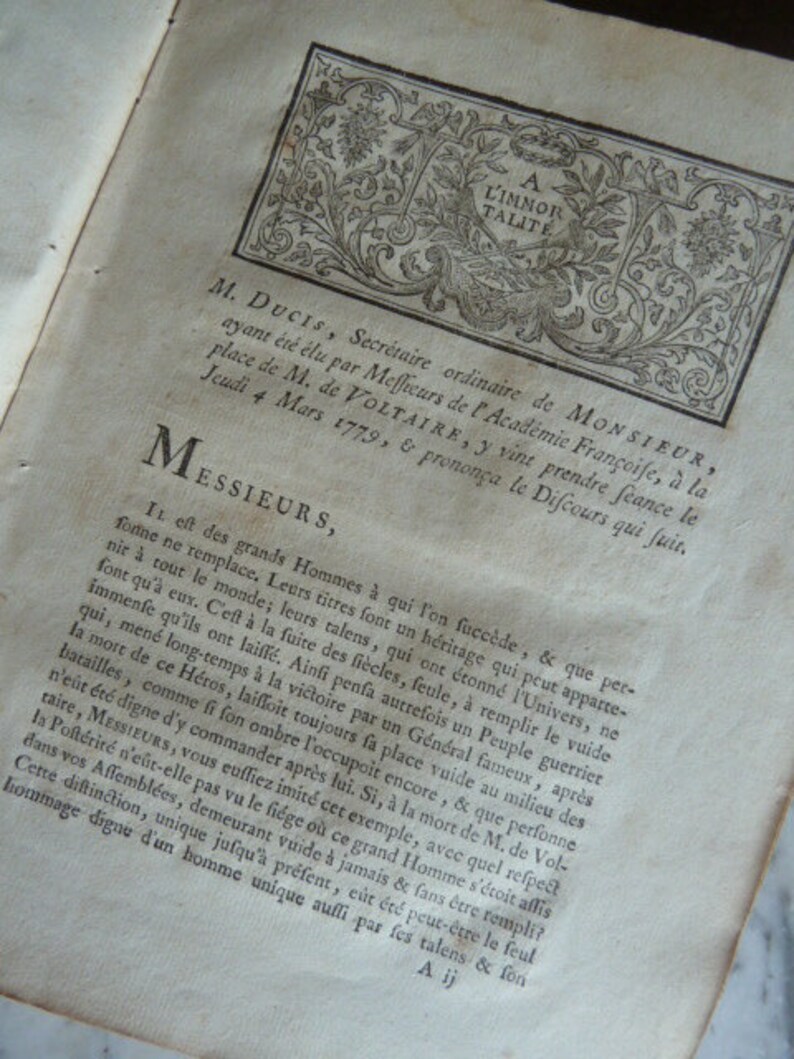 A
L'IMMOR
TALITÉ
M. DUCIS, Secrétaire ordinaire de MONSIEUR,
ayant été élu par Meſſieurs de l'Académie Françoiſe, à la
place de M. de VOLTAIRE, y vint prendre ſéance le
Jeudi 4 Mars 1779, & prononça le Diſcours qui ſuit.
MESSIEURS,
IL eſt des grands Hommes à qui l'on ſuccède, & que per-
ſonne ne remplace. Leurs titres ſont un héritage qui peut apparte-
nir à tout le monde; leurs talens, qui ont étonné l'Univers, ne
ſont qu'à eux. C'eſt à la ſuite des ſiècles, ſeule, à remplir le vuide
immenſe qu'ils ont laiſſé. Ainſi penſa autrefois un Peuple guerrier
qui, mené long-temps à la victoire par un Général fameux, après
la mort de ce Héros, laiſſoit toujours ſa place vuide au milieu des
batailles, comme ſi ſon ombre l'occupoit encore, & que perſonne
n'eût été digne d'y commander après lui. Si, à la mort de M. de Vol-
taire, MESSIEURS, vous euſſiez imité cet exemple, avec quel reſpect
la Poſtérité n'eût-elle pas vu le ſiége où ce grand Homme s'étoit aſſis
dans vos Aſſemblées, demeurant vuide à jamais & ſans être rempli?
Cette diſtinction, unique juſqu'à préſent, eût été peut-être le ſeul
hommage digne d'un homme unique auſſi par ſes talens & ſon
A ij